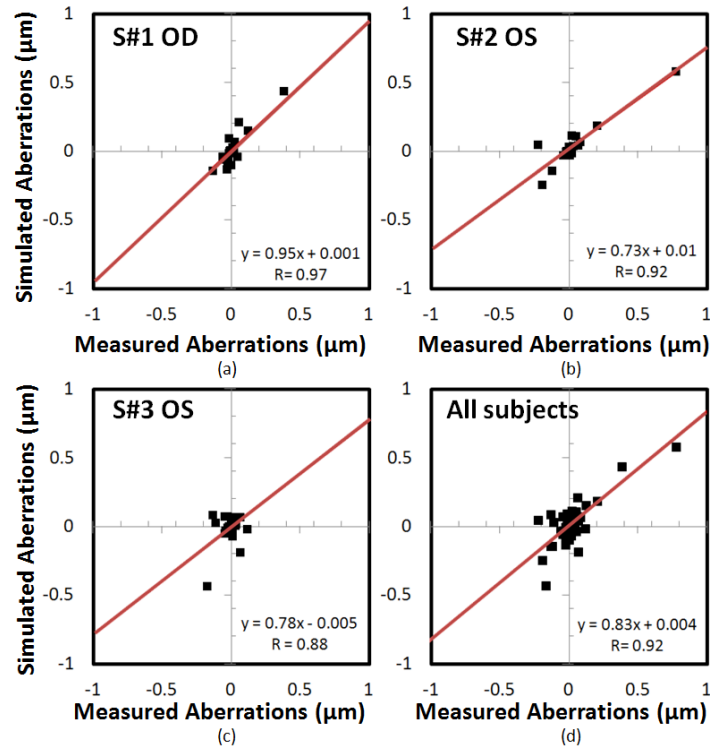 S#1 OD
Simulated Aberrations (µm)
1
0.5
0
-0.5
-1
y = 0.95x + 0.001
R= 0.97
-1
-0.5
0
0.5
1
Measured Aberrations (µm)
(a)
S#2 OS
1
0.5
0
-0.5
-1
y = 0.73x + 0.01
R= 0.92
-1
-0.5
0
0.5
1
Measured Aberrations (µm)
(b)
S#3 OS
Simulated Aberrations (µm)
1
0.5
0
-0.5
-1
y = 0.78x - 0.005
R = 0.88
-1
-0.5
0
0.5
1
Measured Aberrations (µm)
(c)
All subjects
1
0.5
0
-0.5
-1
y = 0.83x + 0.004
R= 0.92
-1
-0.5
0
0.5
1
Measured Aberrations (µm)
(d)